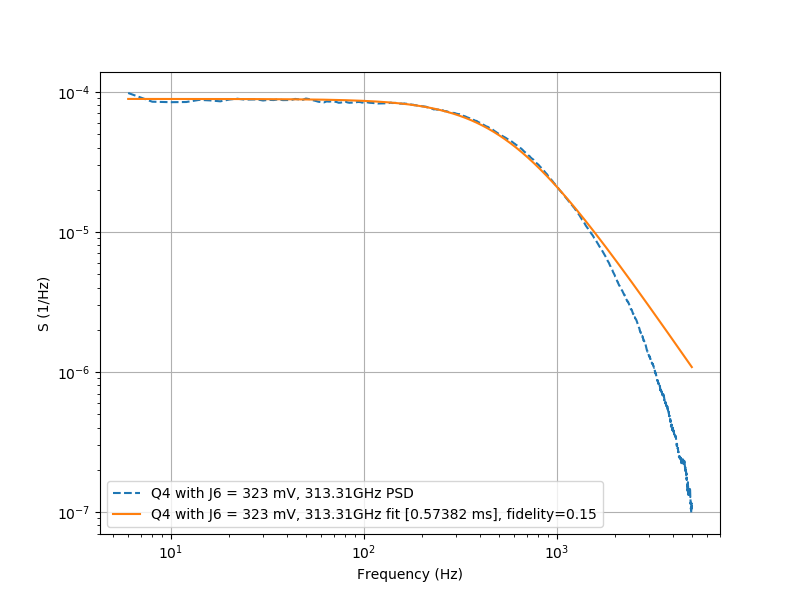 10⁻⁴
10⁻⁵
10⁻⁶
10⁻⁷
S (1/Hz)
Q4 with J6 = 323 mV, 313.31GHz PSD
Q4 with J6 = 323 mV, 313.31GHz fit [0.57382 ms], fidelity=0.15
10¹
10²
10³
Frequency (Hz)